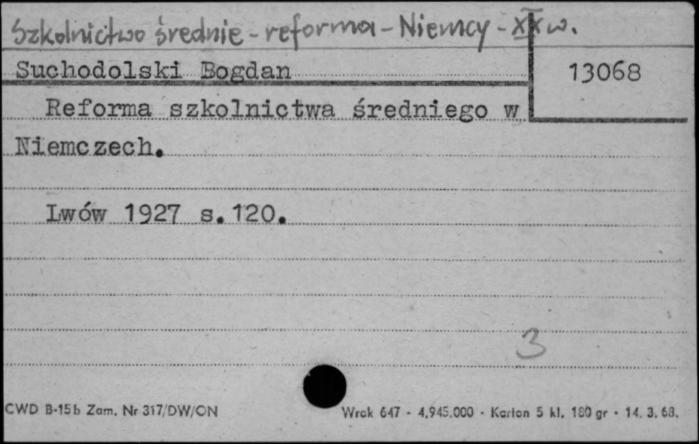 Szkolnictwo średnie - reforma - Niemcy - XX w.
Suchodolski Bogdan
13068
Reforma szkolnictwa średniego w
Niemczech.
Lwów 1927 s. 120.
3
CWD B-15b Zam. Nr 317/DW/ON
Wrok 647 - 4,945.000 - Karton 5 kl. 180 gr - 14. 3. 68.